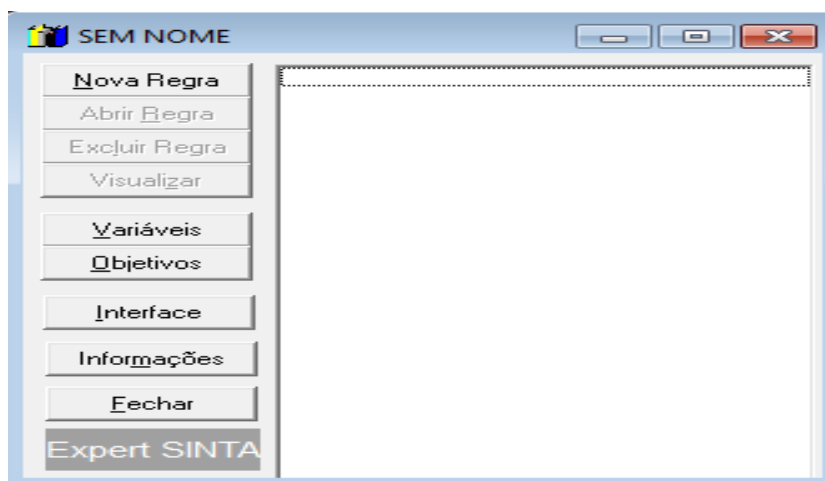 SEM NOME
Nova Regra
Abrir Regra
Excluir Regra
Visualizar
Variáveis
Objetivos
Interface
Informações
Fechar
Expert SINTA